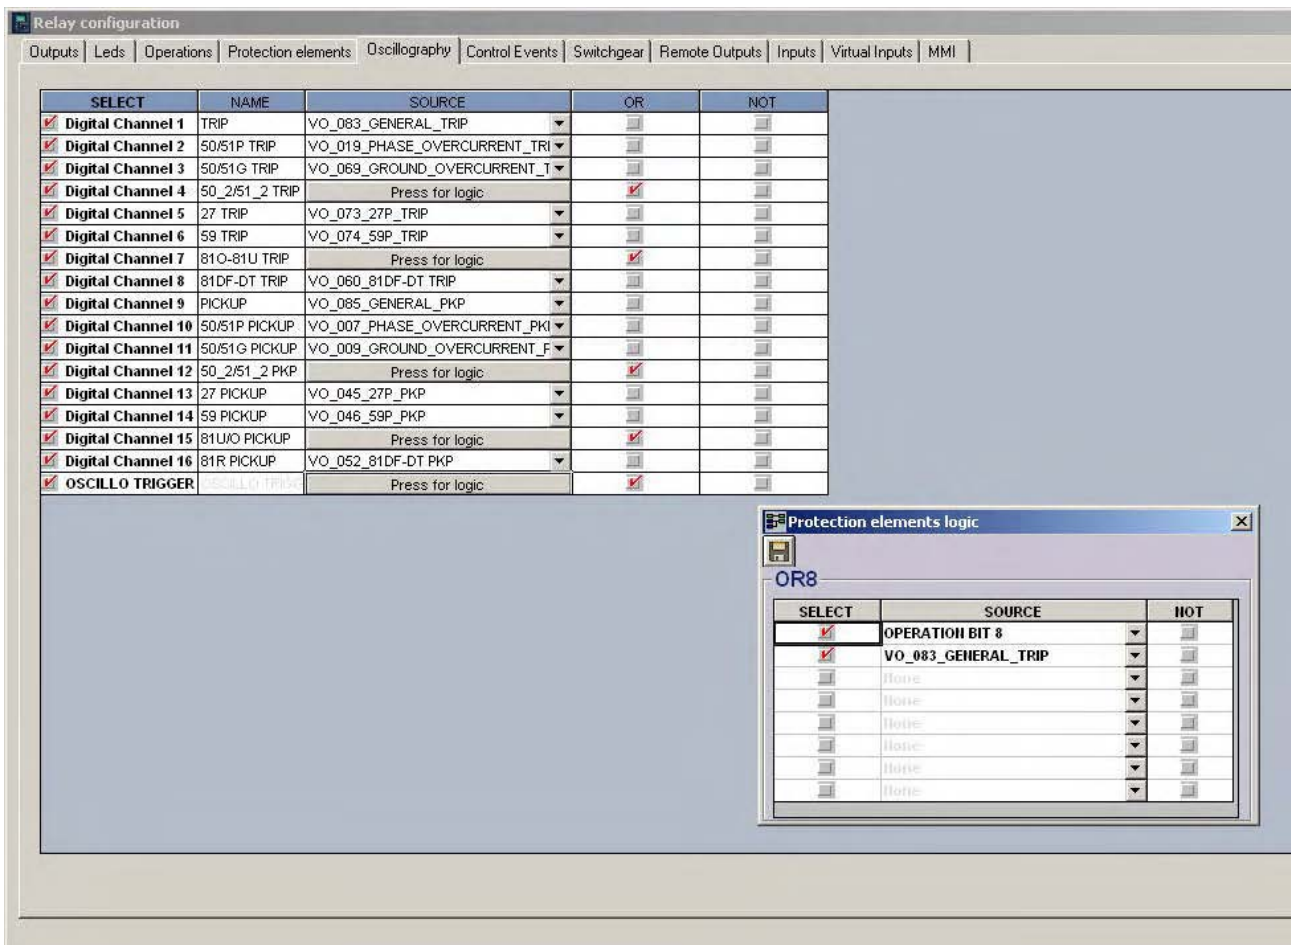 Relay configuration
Outputs Leds Operations Protection elements Oscillography Control Events Switchgear Remote Outputs Inputs Virtual Inputs MMI
SELECT NAME SOURCE OR NOT
Digital Channel 1 TRIP VO_083_GENERAL_TRIP
Digital Channel 2 50/51P TRIP VO_019_PHASE_OVERCURRENT_TRI
Digital Channel 3 50/51G TRIP VO_069_GROUND_OVERCURRENT_T
Digital Channel 4 50_2/51_2 TRIP Press for logic
Digital Channel 5 27 TRIP VO_073_27P_TRIP
Digital Channel 6 59 TRIP VO_074_59P_TRIP
Digital Channel 7 81O-81U TRIP Press for logic
Digital Channel 8 81DF-DT TRIP VO_060_81DF-DT TRIP
Digital Channel 9 PICKUP VO_085_GENERAL_PKP
Digital Channel 10 50/51P PICKUP VO_007_PHASE_OVERCURRENT_PKI
Digital Channel 11 50/51G PICKUP VO_009_GROUND_OVERCURRENT_F
Digital Channel 12 50_2/51_2 PKP Press for logic
Digital Channel 13 27 PICKUP VO_045_27P_PKP
Digital Channel 14 59 PICKUP VO_046_59P_PKP
Digital Channel 15 81U/O PICKUP Press for logic
Digital Channel 16 81R PICKUP VO_052_81DF-DT PKP
OSCILLO TRIGGER OSCILLO TRIGG Press for logic
Protection elements logic
OR8
SELECT SOURCE NOT
OPERATION BIT 8
VO_083_GENERAL_TRIP
None
None
None
None
None
None